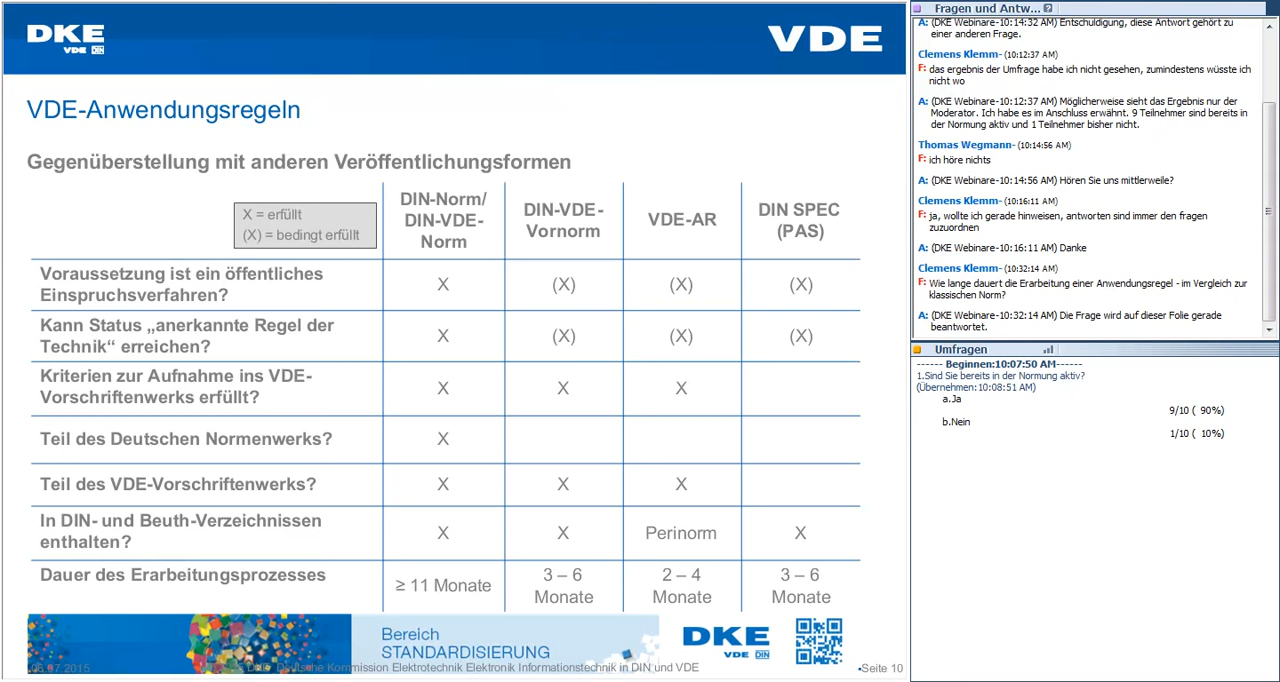 DKE
VDE DIN
VDE
VDE-Anwendungsregeln
Gegenüberstellung mit anderen Veröffentlichungsformen
X = erfüllt
(X) = bedingt erfüllt
DIN-Norm/
DIN-VDE-
Norm
DIN-VDE-
Vornorm
VDE-AR
DIN SPEC
(PAS)
Voraussetzung ist ein öffentliches
Einspruchsverfahren?
X (X) (X) (X)
Kann Status „anerkannte Regel der
Technik“ erreichen?
X (X) (X) (X)
Kriterien zur Aufnahme ins VDE-
Vorschriftenwerks erfüllt?
X X X
Teil des Deutschen Normenwerks?
X
Teil des VDE-Vorschriftenwerks?
X X X
In DIN- und Beuth-Verzeichnissen
enthalten?
X X Perinorm X
Dauer des Erarbeitungsprozesses
≥ 11 Monate
3 – 6
Monate
2 – 4
Monate
3 – 6
Monate
Bereich
STANDARDISIERUNG
DKE
VDE DIN
06.07.2015
DKE Deutsche Kommission Elektrotechnik Elektronik Informationstechnik in DIN und VDE
•Seite 10
Fragen und Antw... ?
A: (DKE Webinare-10:14:32 AM) Entschuldigung, diese Antwort gehört zu
einer anderen Frage.
Clemens Klemm- (10:12:37 AM)
F: das ergebnis der Umfrage habe ich nicht gesehen, zumindestens wüsste ich
nicht wo
A: (DKE Webinare-10:12:37 AM) Möglicherweise sieht das Ergebnis nur der
Moderator. Ich habe es im Anschluss erwähnt. 9 Teilnehmer sind bereits in
der Normung aktiv und 1 Teilnehmer bisher nicht.
Thomas Wegmann- (10:14:56 AM)
F: ich höre nichts
A: (DKE Webinare-10:14:56 AM) Hören Sie uns mittlerweile?
Clemens Klemm- (10:16:11 AM)
F: ja, wollte ich gerade hinweisen, antworten sind immer den fragen
zuzuordnen
A: (DKE Webinare-10:16:11 AM) Danke
Clemens Klemm- (10:32:14 AM)
F: Wie lange dauert die Erarbeitung einer Anwendungsregel - im Vergleich zur
klassischen Norm?
A: (DKE Webinare-10:32:14 AM) Die Frage wird auf dieser Folie gerade
beantwortet.
Umfragen
------ Beginnen:10:07:50 AM------
1.Sind Sie bereits in der Normung aktiv?
(Übernehmen:10:08:51 AM)
a.Ja
9/10 ( 90%)
b.Nein
1/10 ( 10%)